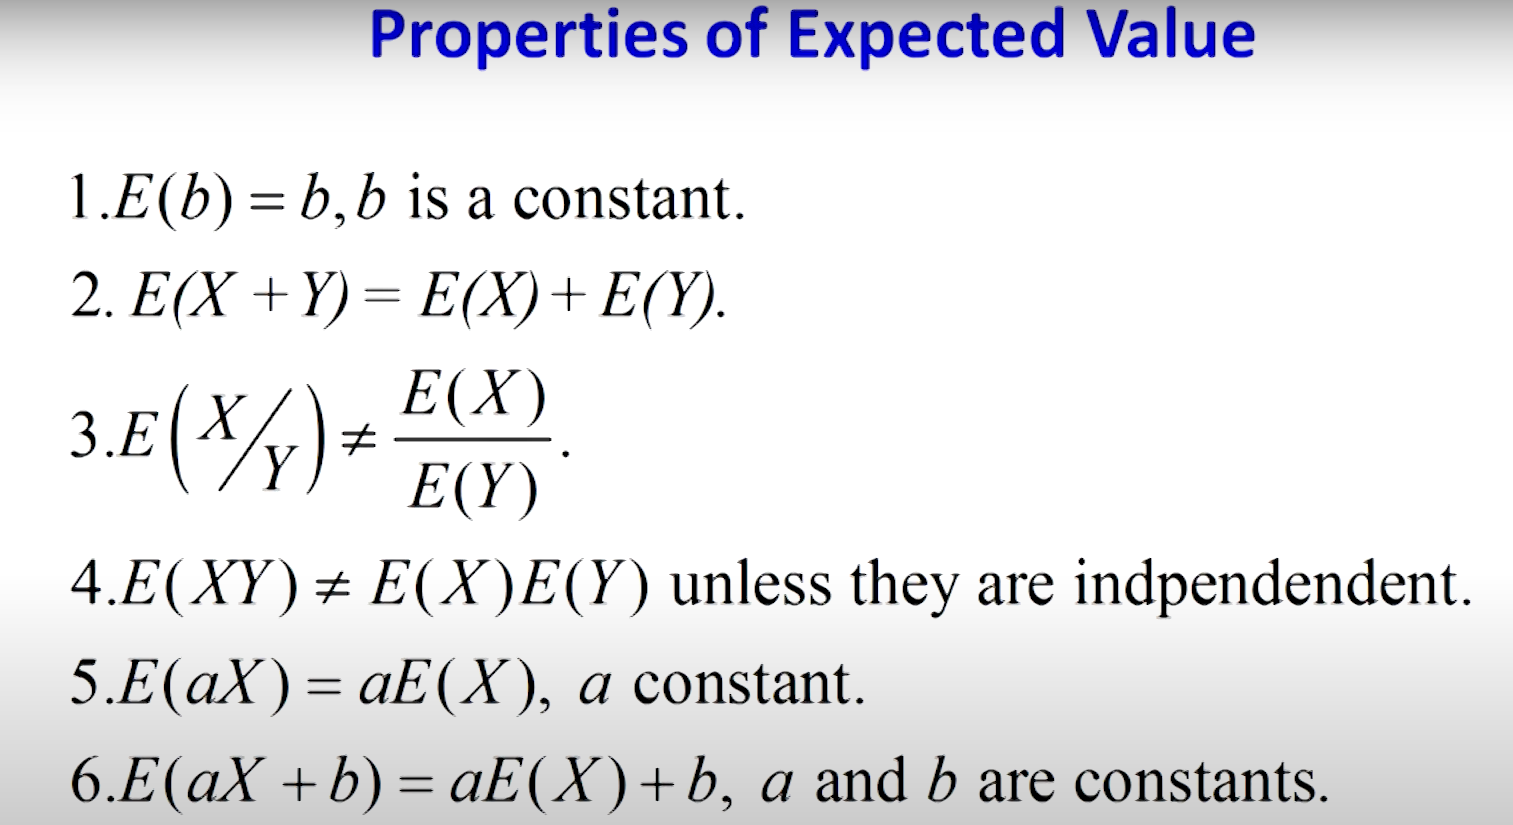 Properties of Expected Value
1.E(b) = b, b is a constant.
2. E(X + Y) = E(X) + E(Y).
3.E(X/Y) ≠ E(X)/E(Y).
4.E(XY) ≠ E(X)E(Y) unless they are indpendendent.
5.E(aX) = aE(X), a constant.
6.E(aX + b) = aE(X) + b, a and b are constants.